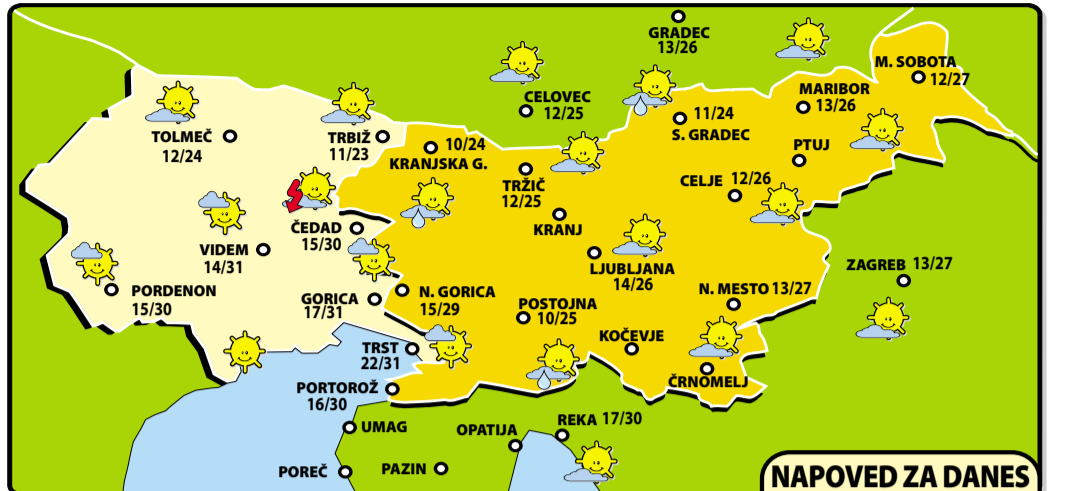 GRADEC
13/26
M. SOBOTA
12/27
MARIBOR
13/26
CELOVEC
12/25
11/24
S. GRADEC
TOLMEČ
12/24
TRBIŽ
11/23
10/24
KRANJSKA G.
PTUJ
TRŽIČ
12/25
CELJE 12/26
ČEDAD
15/30
KRANJ
VIDEM
14/31
LJUBLJANA
14/26
ZAGREB 13/27
PORDENON
15/30
GORICA
17/31
N. GORICA
15/29
N. MESTO 13/27
POSTOJNA
10/25
KOČEVJE
TRST
22/31
ČRNOMELJ
PORTOROŽ
16/30
UMAG
OPATIJA
REKA 17/30
POREČ
PAZIN
NAPOVED ZA DANES